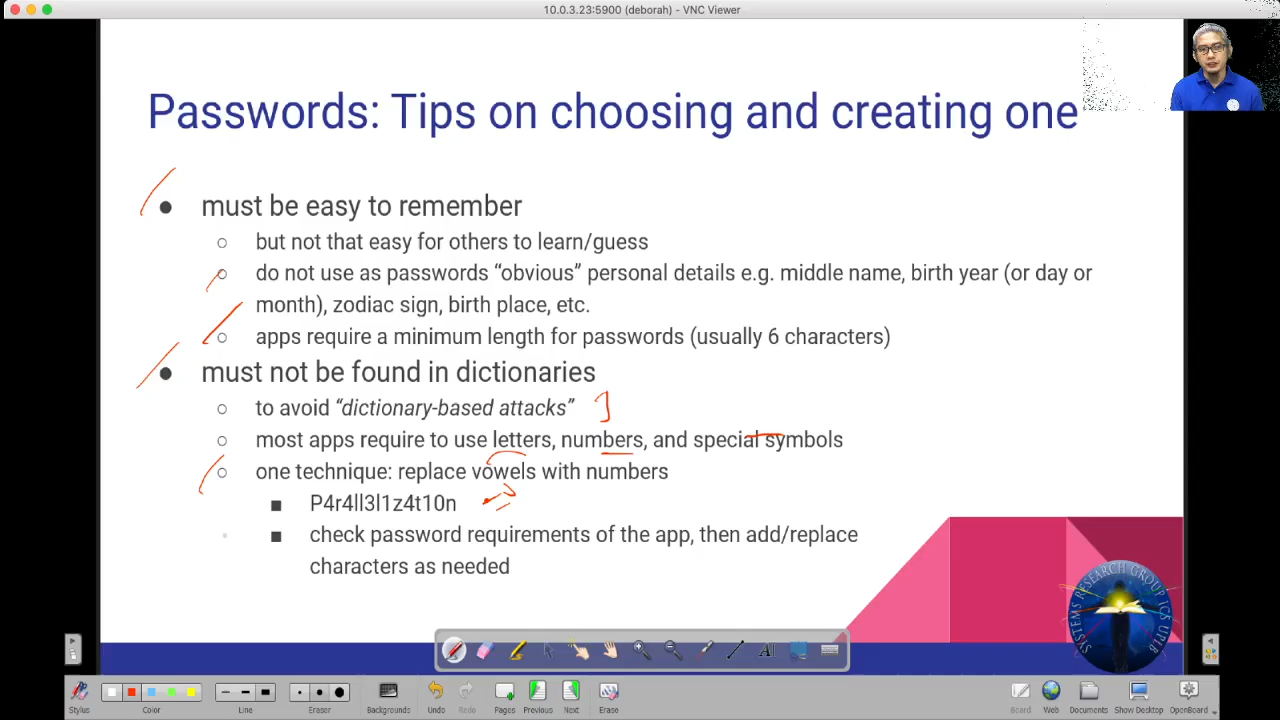 10.0.3.23:5900 (deborah) - VNC Viewer
Passwords: Tips on choosing and creating one
● must be easy to remember
○ but not that easy for others to learn/guess
○ do not use as passwords “obvious” personal details e.g. middle name, birth year (or day or
month), zodiac sign, birth place, etc.
○ apps require a minimum length for passwords (usually 6 characters)
● must not be found in dictionaries
○ to avoid “dictionary-based attacks”
○ most apps require to use letters, numbers, and special symbols
○ one technique: replace vowels with numbers
■ P4r4ll3l1z4t10n
■ check password requirements of the app, then add/replace
characters as needed
SYSTEMS RESEARCH GROUP ICS UPLB
Stylus
Color
Line
Eraser
Backgrounds
Undo
Redo
Pages
Previous
Next
Erase
Board
Web
Documents
Show Desktop
OpenBoard